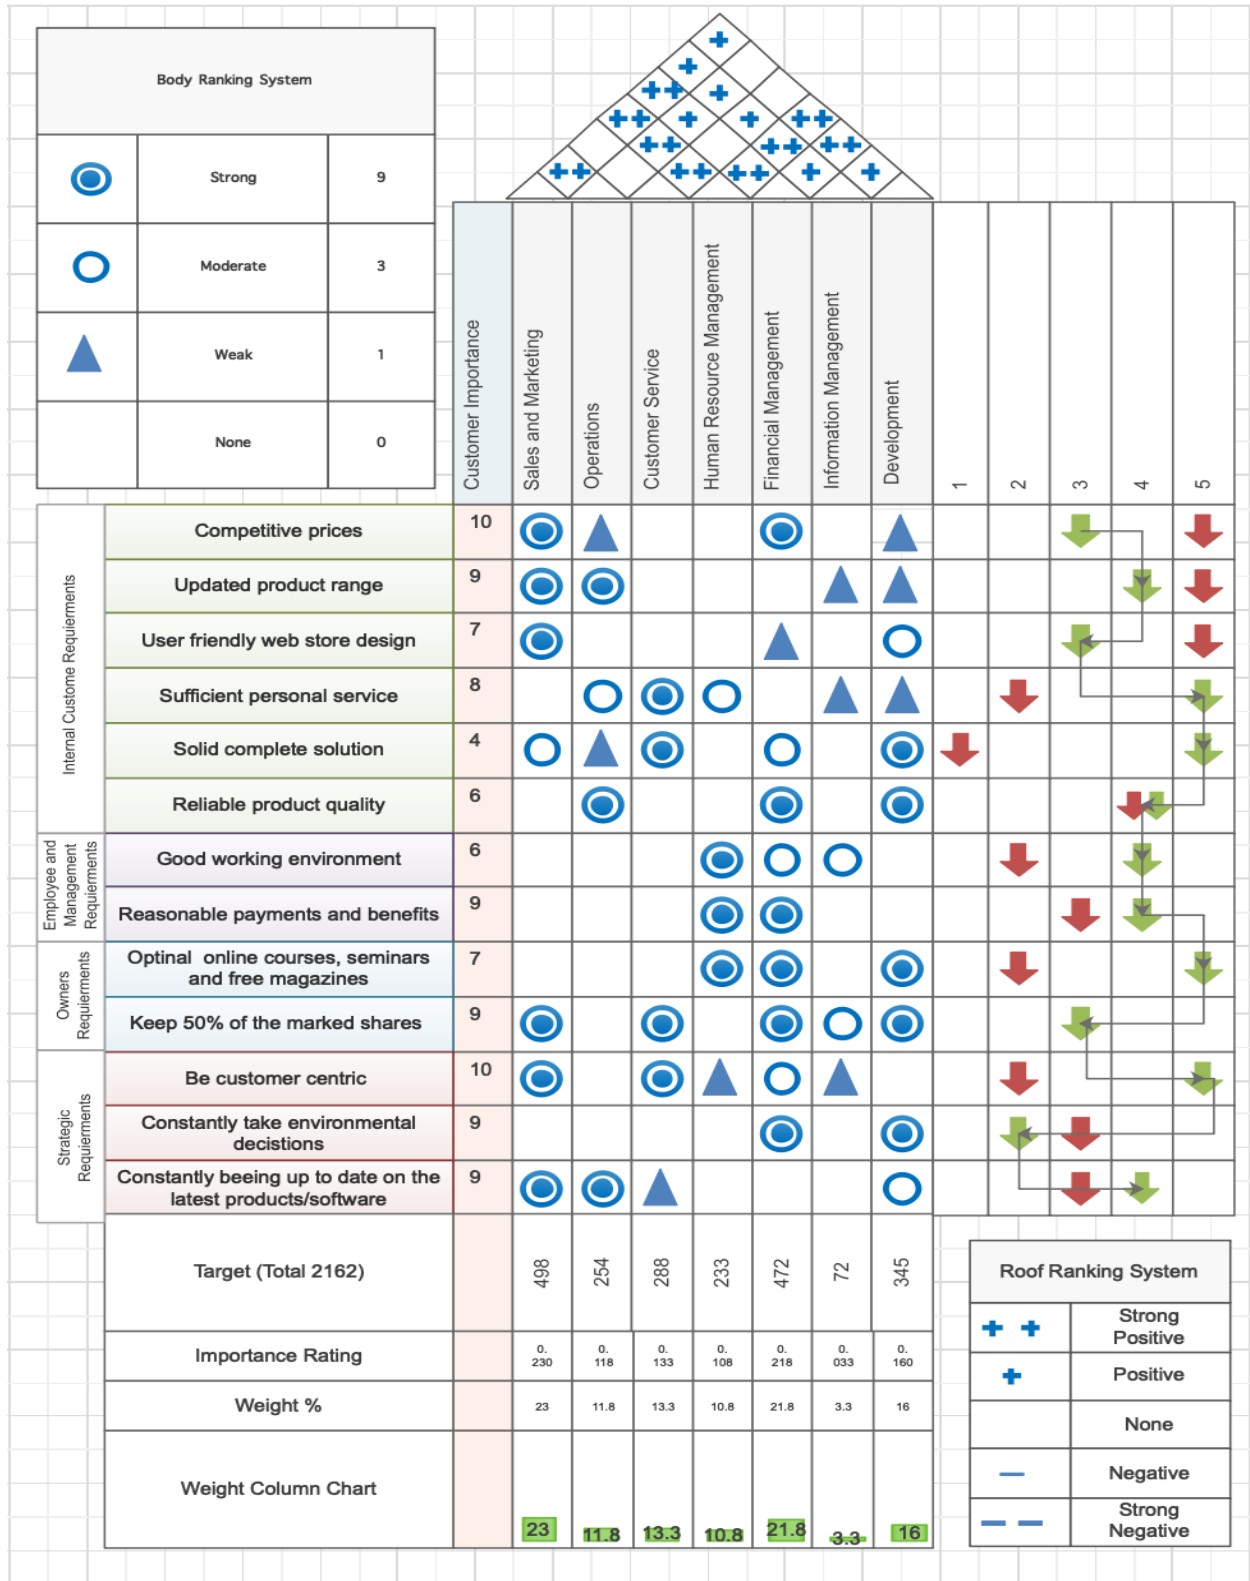 Body Ranking System
Strong 9
Moderate 3
Weak 1
None 0
Customer Importance
Sales and Marketing
Operations
Customer Service
Human Resource Management
Financial Management
Information Management
Development
1
2
3
4
5
Internal Custome Requierments
Competitive prices 10
Updated product range 9
User friendly web store design 7
Sufficient personal service 8
Solid complete solution 4
Reliable product quality 6
Employee and
Management
Requierments
Good working environment 6
Reasonable payments and benefits 9
Owners
Requierments
Optinal online courses, seminars
and free magazines 7
Keep 50% of the marked shares 9
Strategic
Requierments
Be customer centric 10
Constantly take environmental
decistions 9
Constantly beeing up to date on the
latest products/software 9
Target (Total 2162) 498 254 288 233 472 72 345
Importance Rating 0. 0. 0. 0. 0. 0. 0.
230 118 133 108 218 033 160
Weight % 23 11.8 13.3 10.8 21.8 3.3 16
Weight Column Chart
23 11.8 13.3 10.8 21.8 3.3 16
Roof Ranking System
Strong
Positive
Positive
None
Negative
Strong
Negative